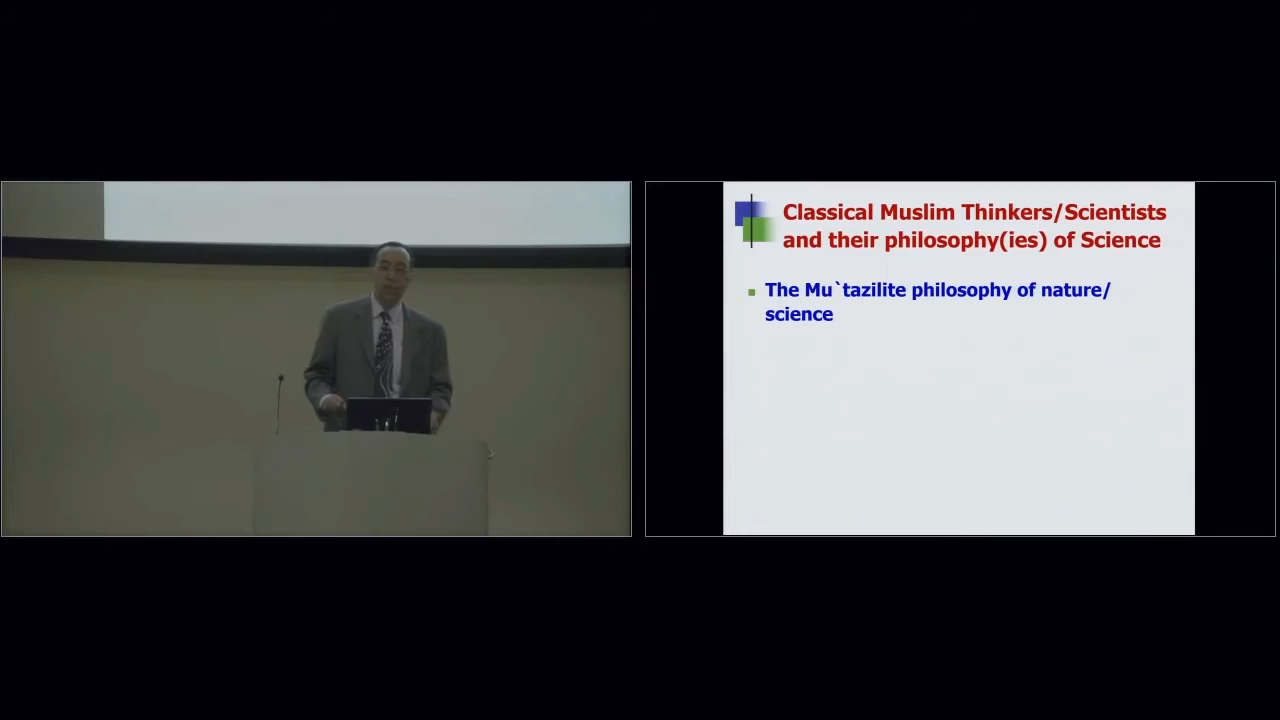 Classical Muslim Thinkers/Scientists
and their philosophy(ies) of Science
The Mu`tazilite philosophy of nature/
science